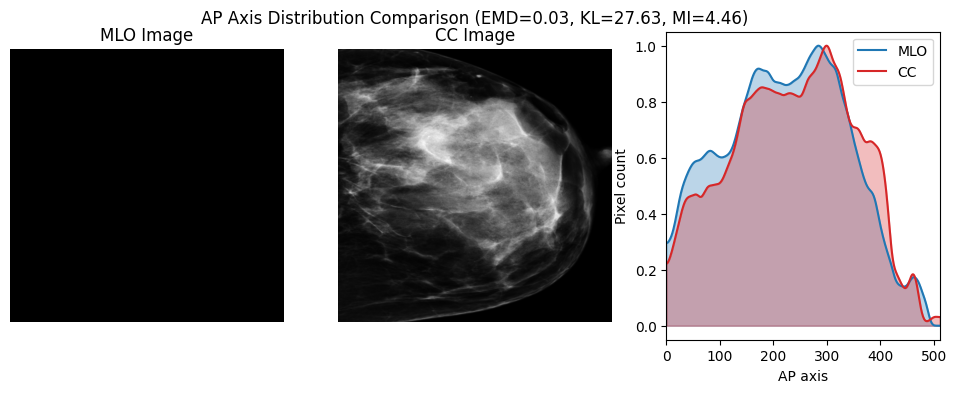 AP Axis Distribution Comparison (EMD=0.03, KL=27.63, MI=4.46)
MLO Image
CC Image
MLO
CC
Pixel count
1.0
0.8
0.6
0.4
0.2
0.0
0 100 200 300 400 500
AP axis